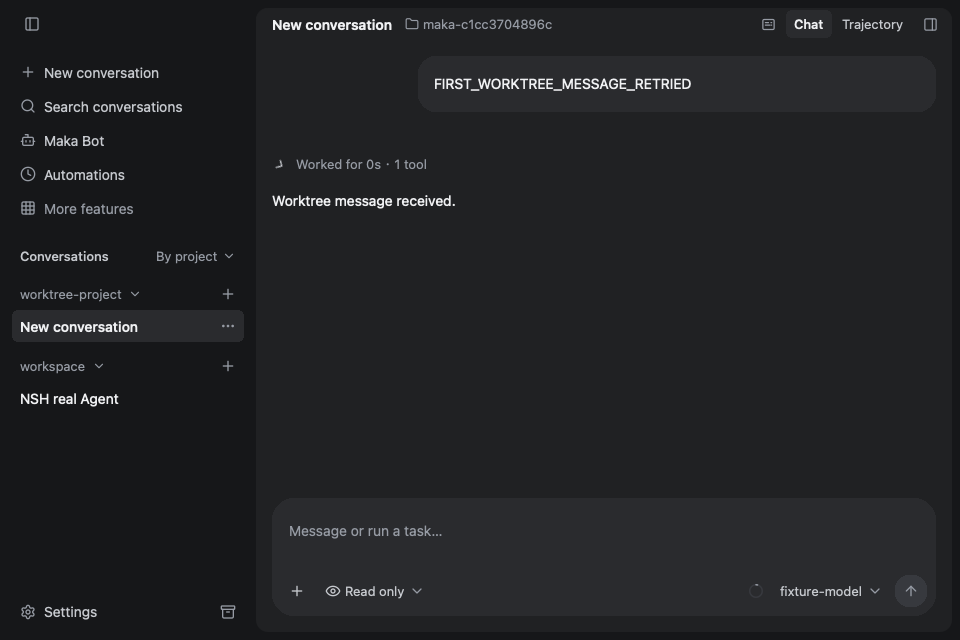 New conversation
Search conversations
Maka Bot
Automations
More features
Conversations
By project
worktree-project
New conversation
workspace
NSH real Agent
Settings
New conversation
maka-c1cc3704896c
Chat
Trajectory
FIRST_WORKTREE_MESSAGE_RETRIED
Worked for 0s · 1 tool
Worktree message received.
Message or run a task...
Read only
fixture-model